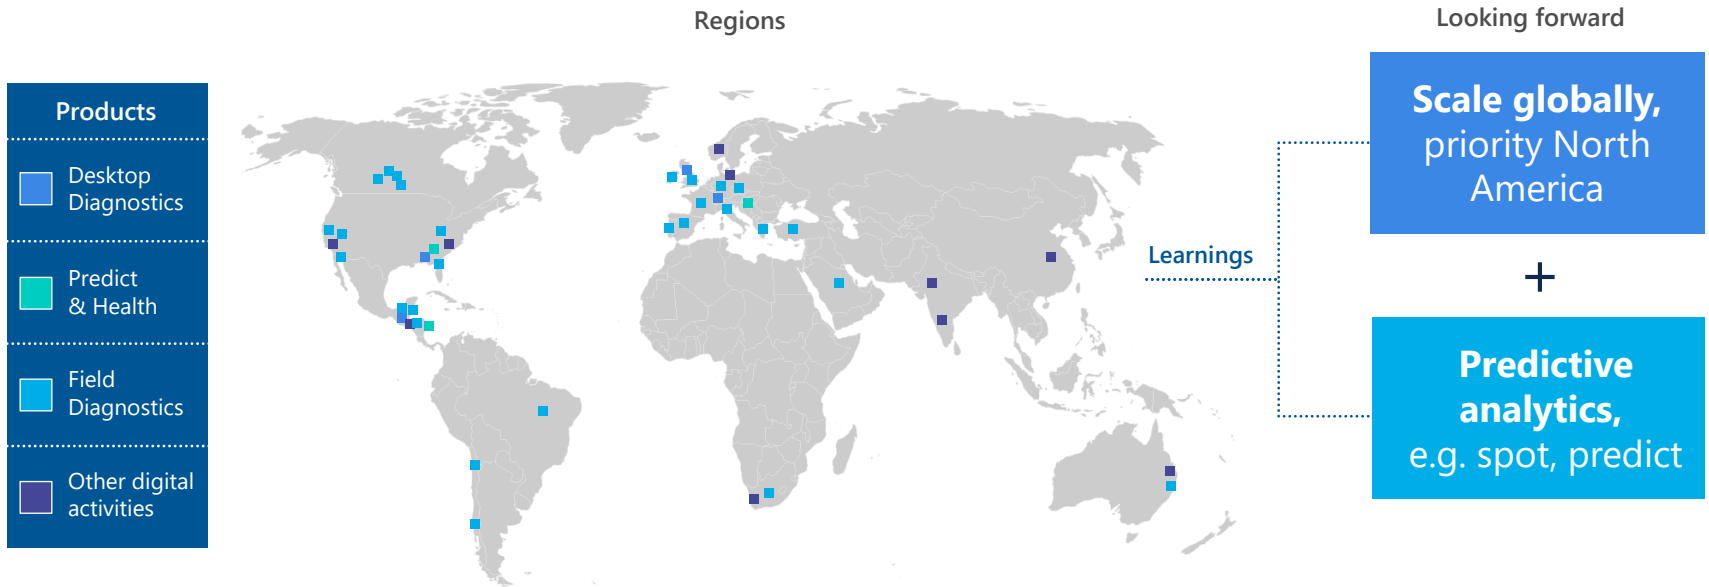 Regions
Looking forward
Products
Desktop
Diagnostics
Predict
& Health
Field
Diagnostics
Other digital
activities
Learnings
Scale globally,
priority North
America
+
Predictive
analytics,
e.g. spot, predict